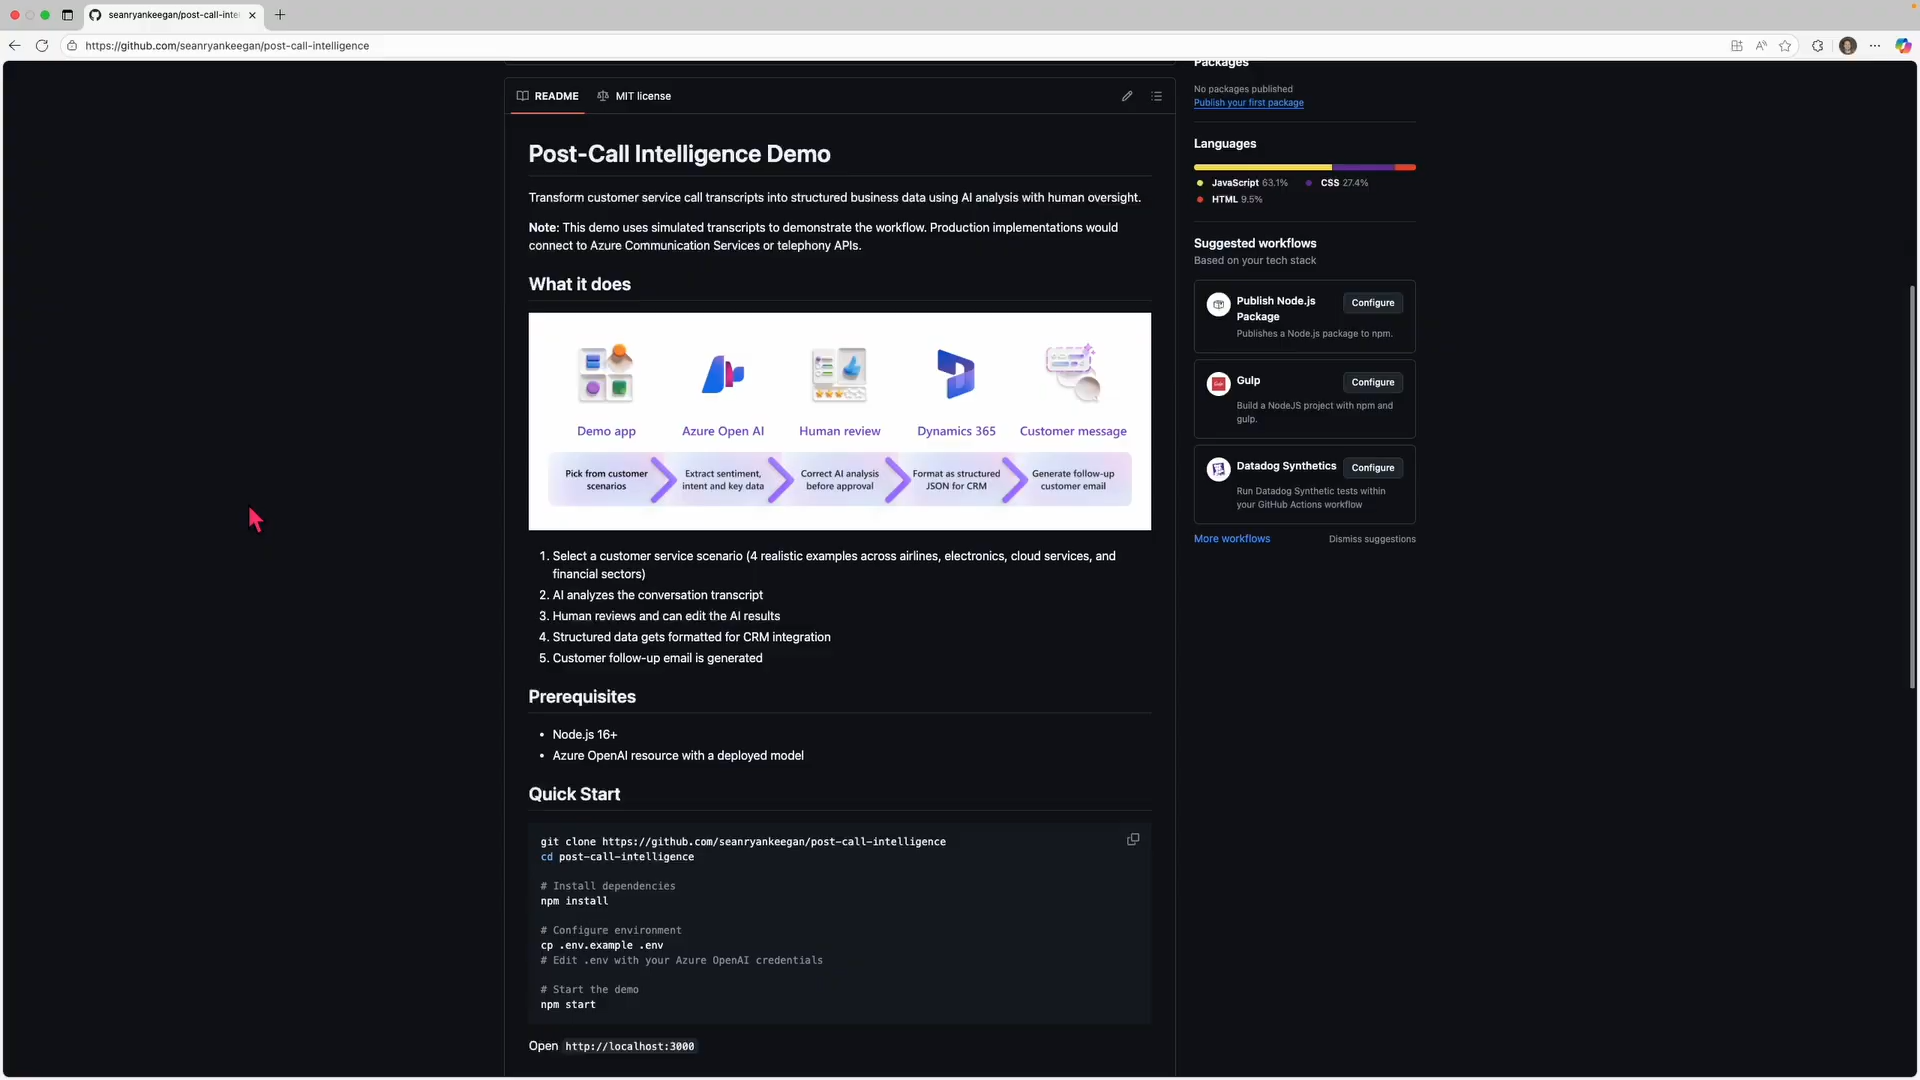 seanryankeegan/post-call-intel
https://github.com/seanryankeegan/post-call-intelligence
README
MIT license
Post-Call Intelligence Demo
Transform customer service call transcripts into structured business data using AI analysis with human oversight.
Note: This demo uses simulated transcripts to demonstrate the workflow. Production implementations would
connect to Azure Communication Services or telephony APIs.
What it does
Demo app
Azure Open AI
Human review
Dynamics 365
Customer message
Pick from customer
scenarios
Extract sentiment,
intent and key data
Correct AI analysis
before approval
Format as structured
JSON for CRM
Generate follow-up
customer email
1. Select a customer service scenario (4 realistic examples across airlines, electronics, cloud services, and
financial sectors)
2. AI analyzes the conversation transcript
3. Human reviews and can edit the AI results
4. Structured data gets formatted for CRM integration
5. Customer follow-up email is generated
Prerequisites
• Node.js 16+
• Azure OpenAI resource with a deployed model
Quick Start
git clone https://github.com/seanryankeegan/post-call-intelligence
cd post-call-intelligence
# Install dependencies
npm install
# Configure environment
cp .env.example .env
# Edit .env with your Azure OpenAI credentials
# Start the demo
npm start
Open http://localhost:3000
Packages
No packages published
Publish your first package
Languages
JavaScript 63.1%
CSS 27.4%
HTML 9.5%
Suggested workflows
Based on your tech stack
Publish Node.js
Package
Configure
Publishes a Node.js package to npm.
Gulp
Configure
Build a NodeJS project with npm and
gulp.
Datadog Synthetics
Configure
Run Datadog Synthetic tests within
your GitHub Actions workflow
More workflows
Dismiss suggestions